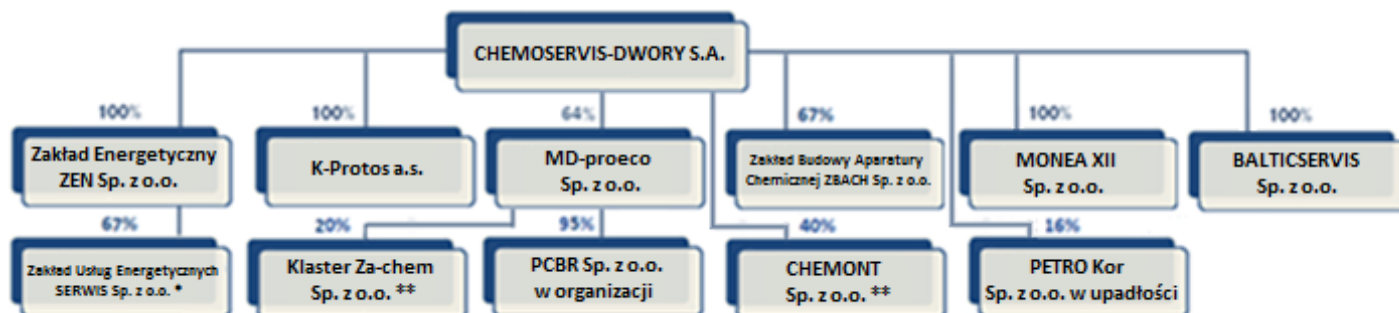 CHEMOSERVIS-DWORY S.A.
100%
100%
64%
67%
100%
100%
Zakład Energetyczny
ZEN Sp. z o.o.
K-Protos a.s.
MD-proeco
Sp. z o.o.
Zakład Budowy Aparatury
Chemicznej ZBACH Sp. z o.o.
MONEA XII
Sp. z o.o.
BALTICSERVIS
Sp. z o.o.
67%
20%
95%
40%
16%
Zakład Usług Energetycznych
SERWIS Sp. z o.o. *
Klaster Za-chem
Sp. z o.o. **
PCBR Sp. z o.o.
w organizacji
CHEMONT
Sp. z o.o. **
PETRO Kor
Sp. z o.o. w upadłości